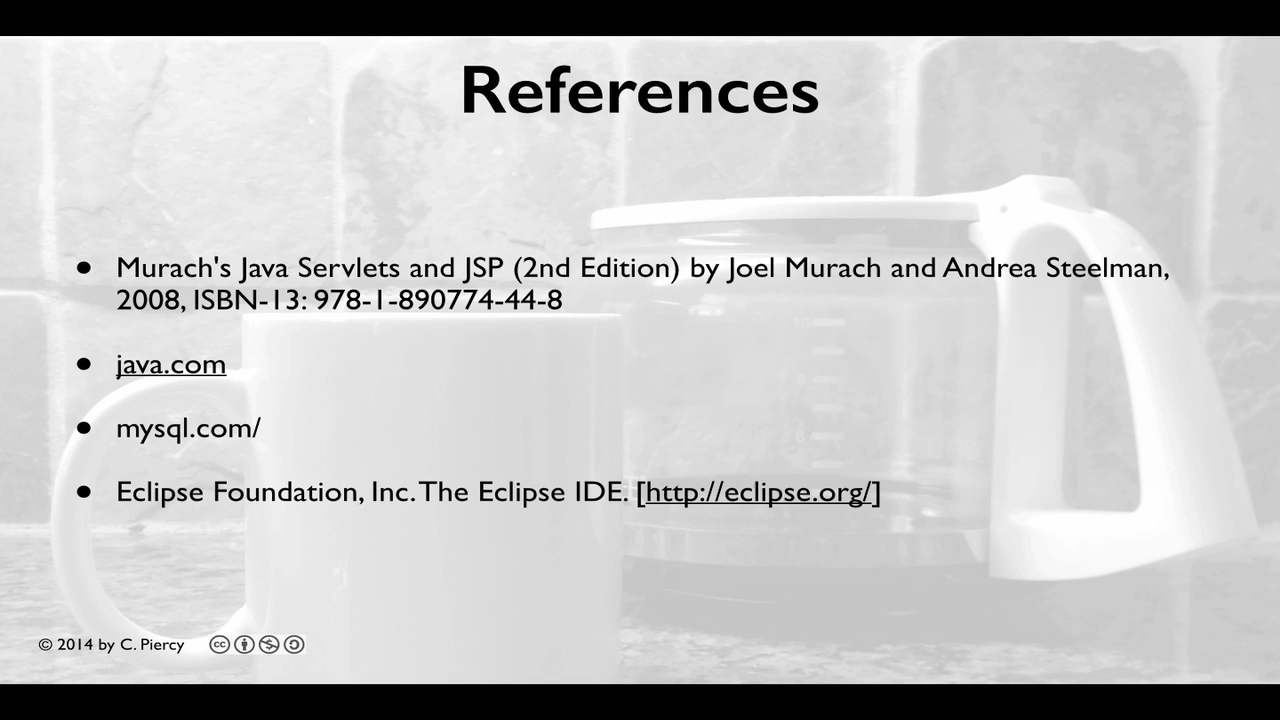 References
• Murach's Java Servlets and JSP (2nd Edition) by Joel Murach and Andrea Steelman,
2008, ISBN-13: 978-1-890774-44-8
• java.com
• mysql.com/
• Eclipse Foundation, Inc. The Eclipse IDE. [http://eclipse.org/]
© 2014 by C. Piercy